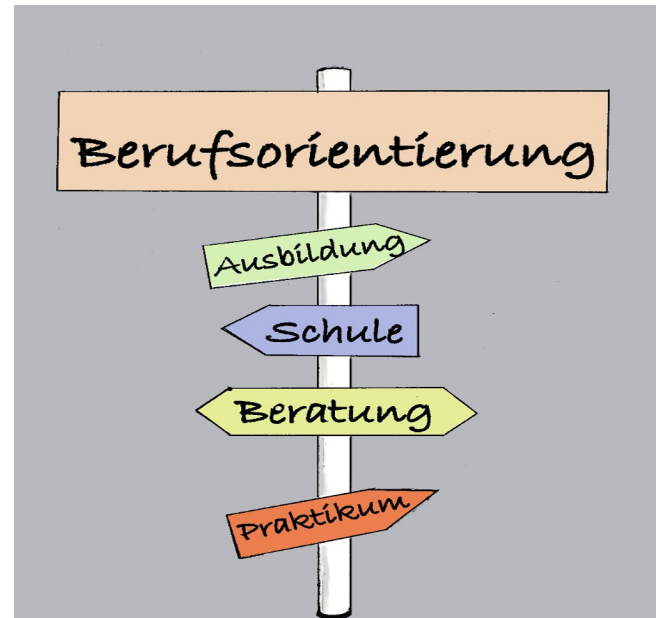 Berufsorientierung
Ausbildung
Schule
Beratung
Praktikum